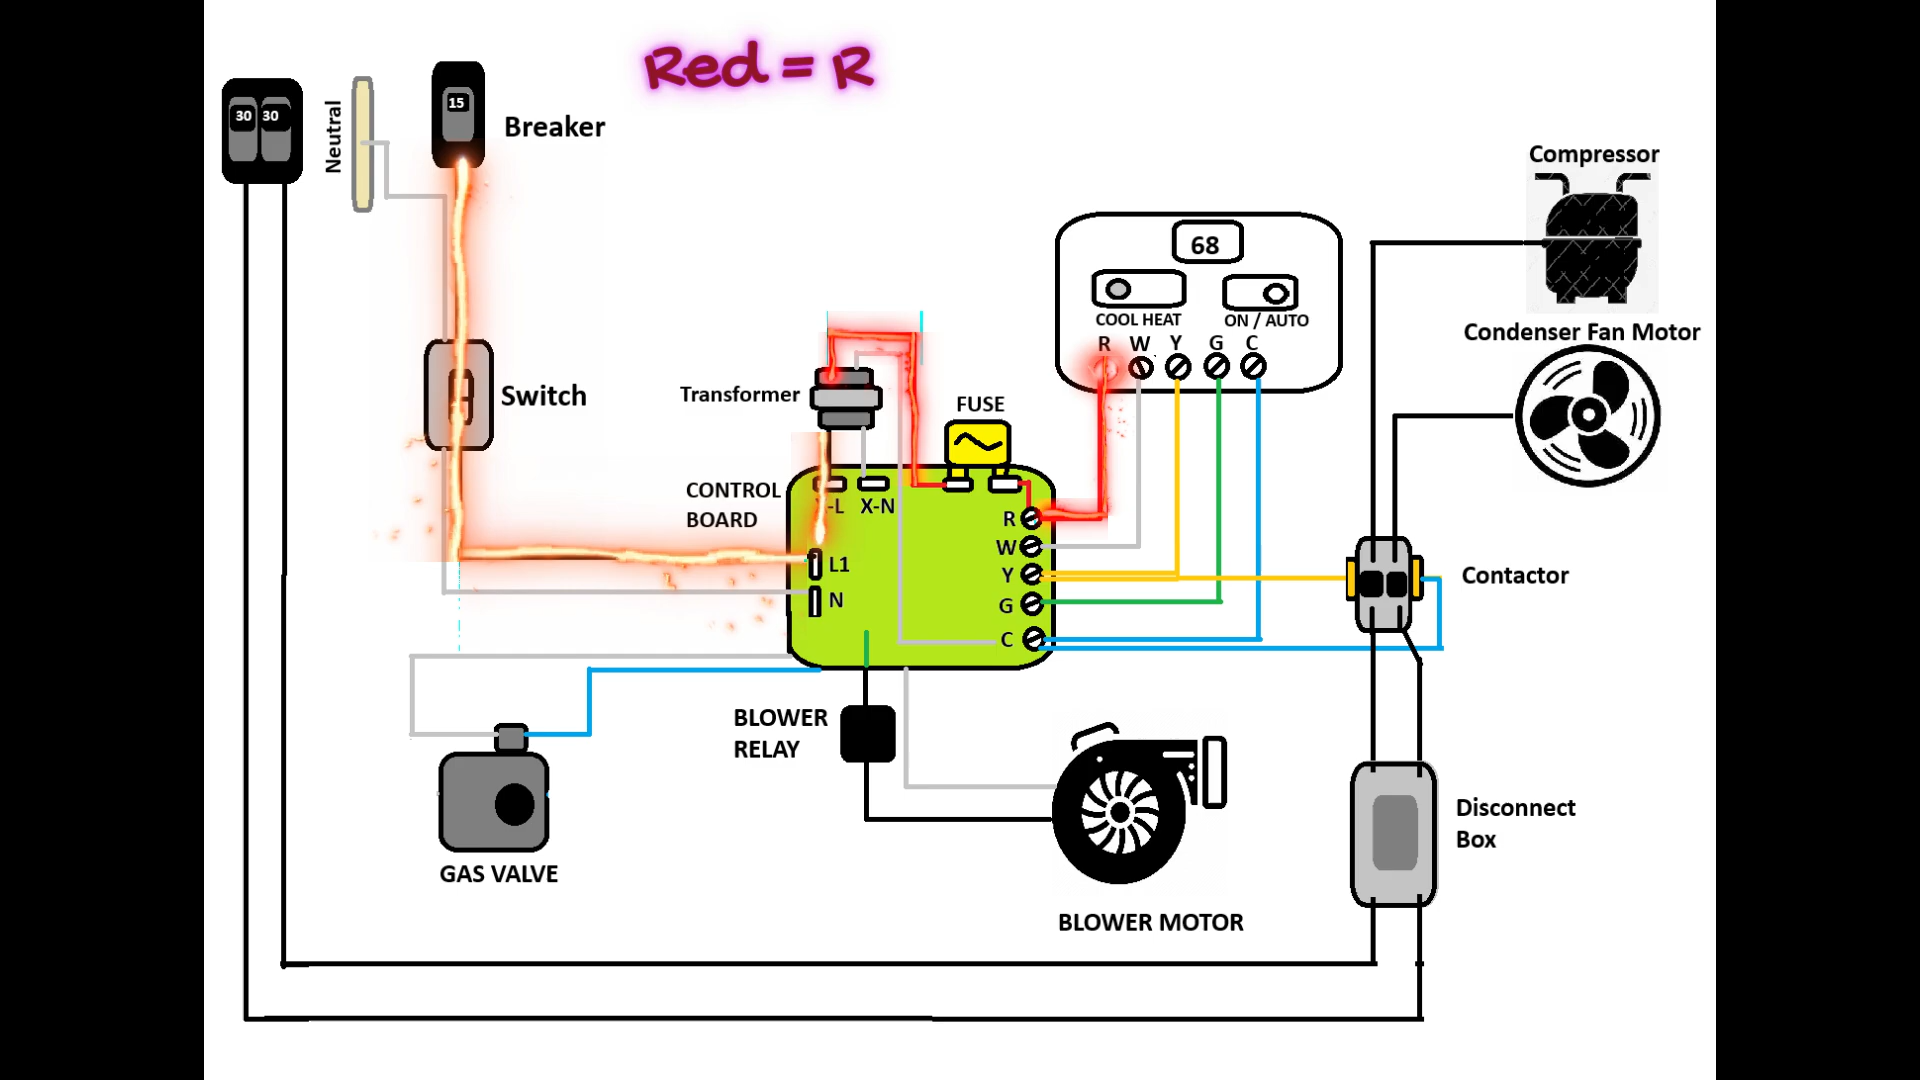 Red = R
30 30
Neutral
15
Breaker
Compressor
68
COOL HEAT
ON / AUTO
R W Y G C
Condenser Fan Motor
Switch
Transformer
FUSE
CONTROL
BOARD
-L X-N
R
W
Y
G
C
L1
N
Contactor
BLOWER
RELAY
Disconnect
Box
GAS VALVE
BLOWER MOTOR